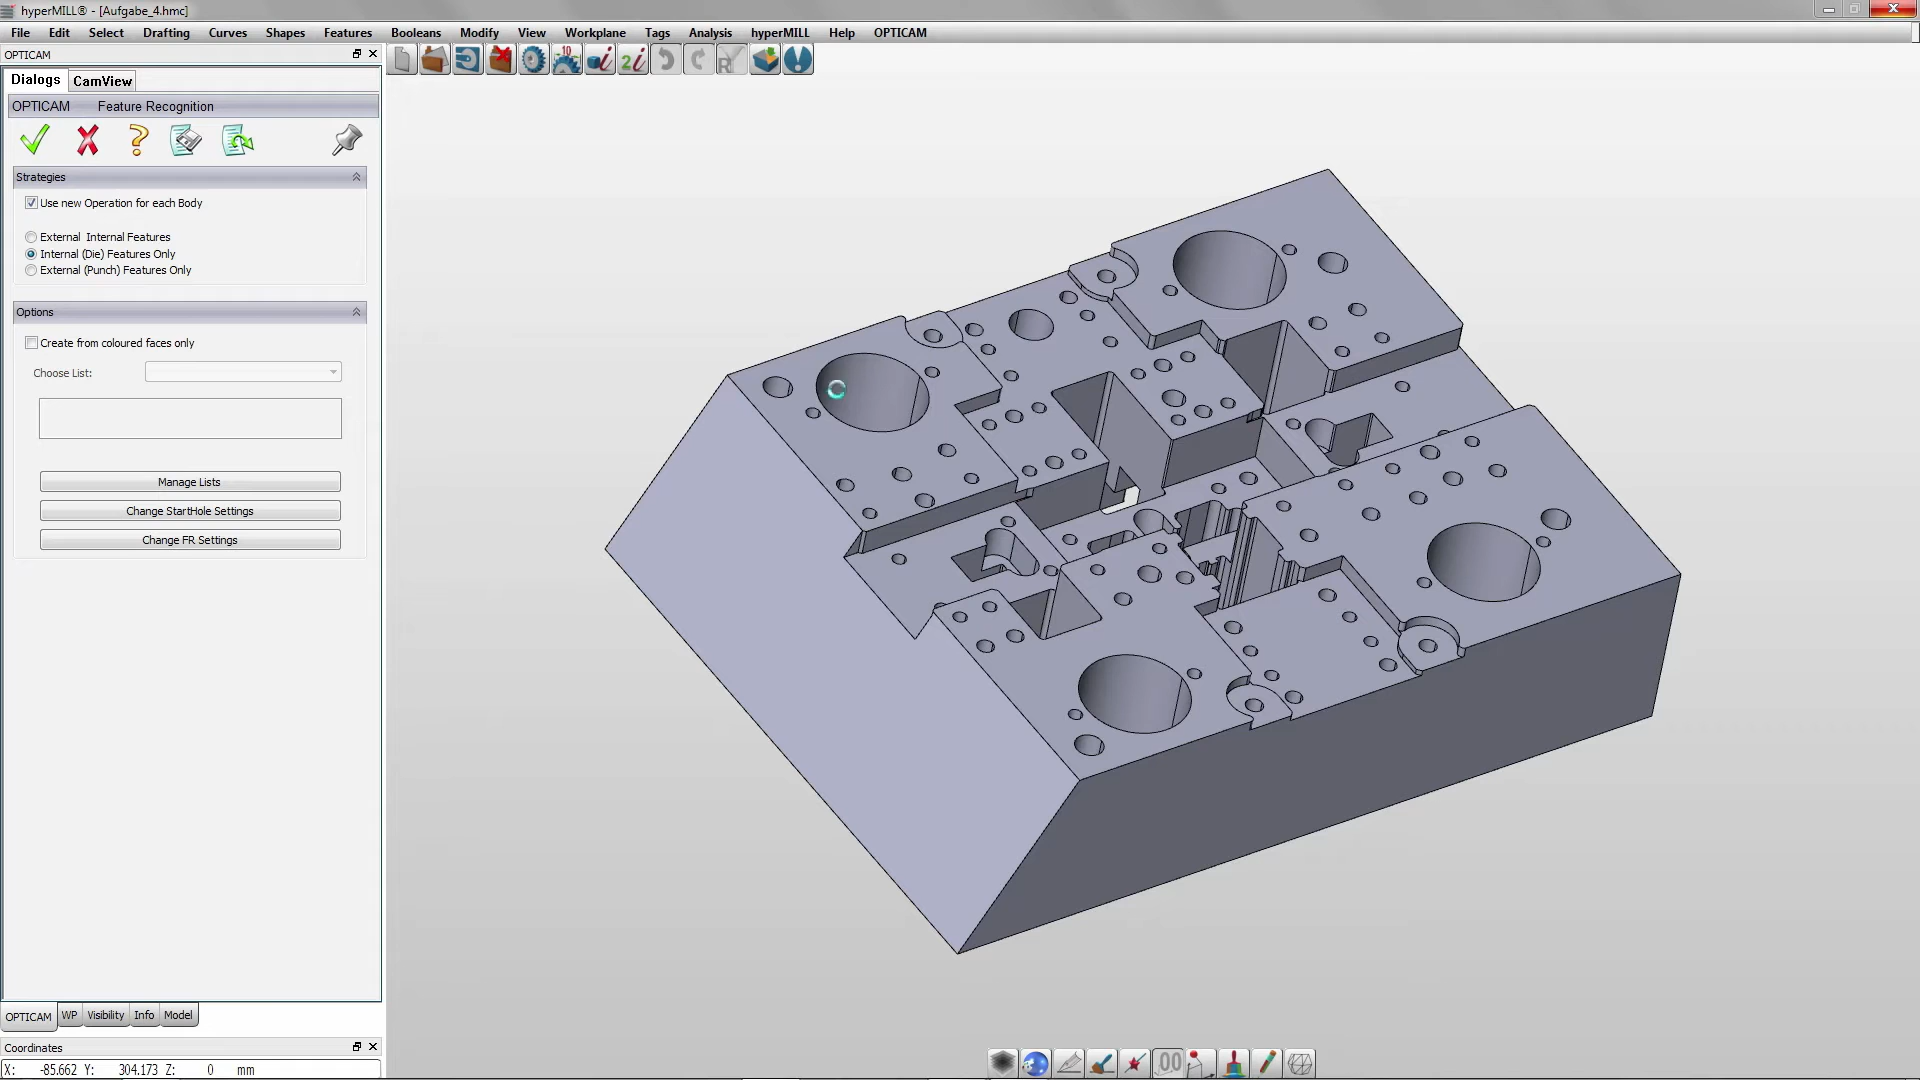 hyperMILL® - [Aufgabe_4.hmc]
File Edit Select Drafting Curves Shapes Features Booleans Modify View Workplane Tags Analysis hyperMILL Help OPTICAM
OPTICAM
Dialogs CamView
OPTICAM Feature Recognition
Strategies
Use new Operation for each Body
External Internal Features
Internal (Die) Features Only
External (Punch) Features Only
Options
Create from coloured faces only
Choose List:
Manage Lists
Change StartHole Settings
Change FR Settings
OPTICAM WP Visibility Info Model
Coordinates
X: -85.662 Y: 304.173 Z: 0 mm